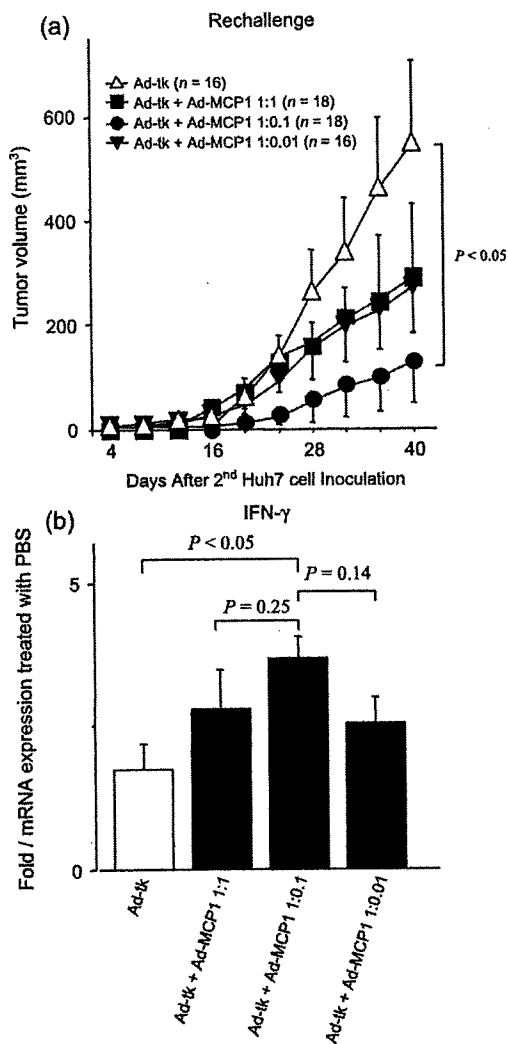 (a)
Rechallenge
Ad-tk (n = 16)
Ad-tk + Ad-MCP1 1:1 (n = 18)
Ad-tk + Ad-MCP1 1:0.1 (n = 18)
Ad-tk + Ad-MCP1 1:0.01 (n = 16)
Tumor volume (mm³)
600
400
200
0
P < 0.05
4
16
28
40
Days After 2nd Huh7 cell Inoculation
(b)
IFN-γ
Fold / mRNA expression treated with PBS
5
0
P < 0.05
P = 0.14
P = 0.25
Ad-tk
Ad-tk + Ad-MCP1 1:1
Ad-tk + Ad-MCP1 1:0.1
Ad-tk + Ad-MCP1 1:0.01